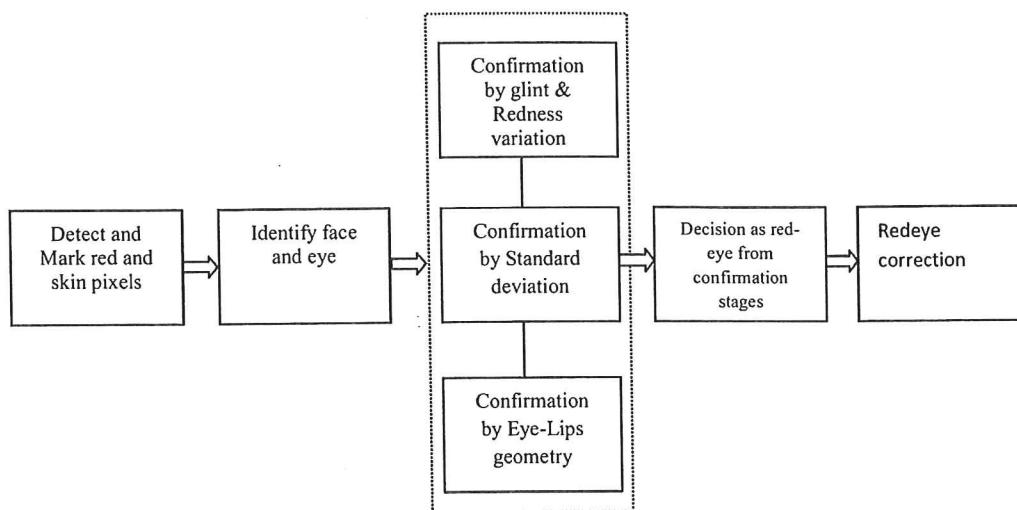 Detect and
Mark red and
skin pixels
Identify face
and eye
Confirmation
by glint &
Redness
variation
Confirmation
by Standard
deviation
Confirmation
by Eye-Lips
geometry
Decision as red-
eye from
confirmation
stages
Redeye
correction